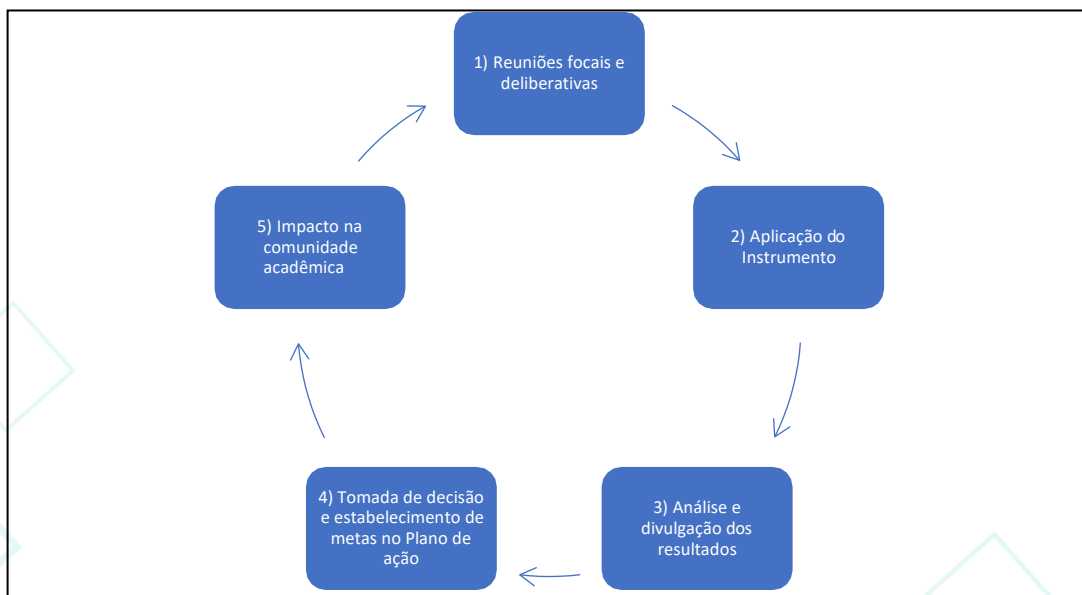 1) Reuniões focais e
deliberativas
2) Aplicação do
Instrumento
3) Análise e
divulgação dos
resultados
4) Tomada de decisão
e estabelecimento de
metas no Plano de
ação
5) Impacto na
comunidade
acadêmica